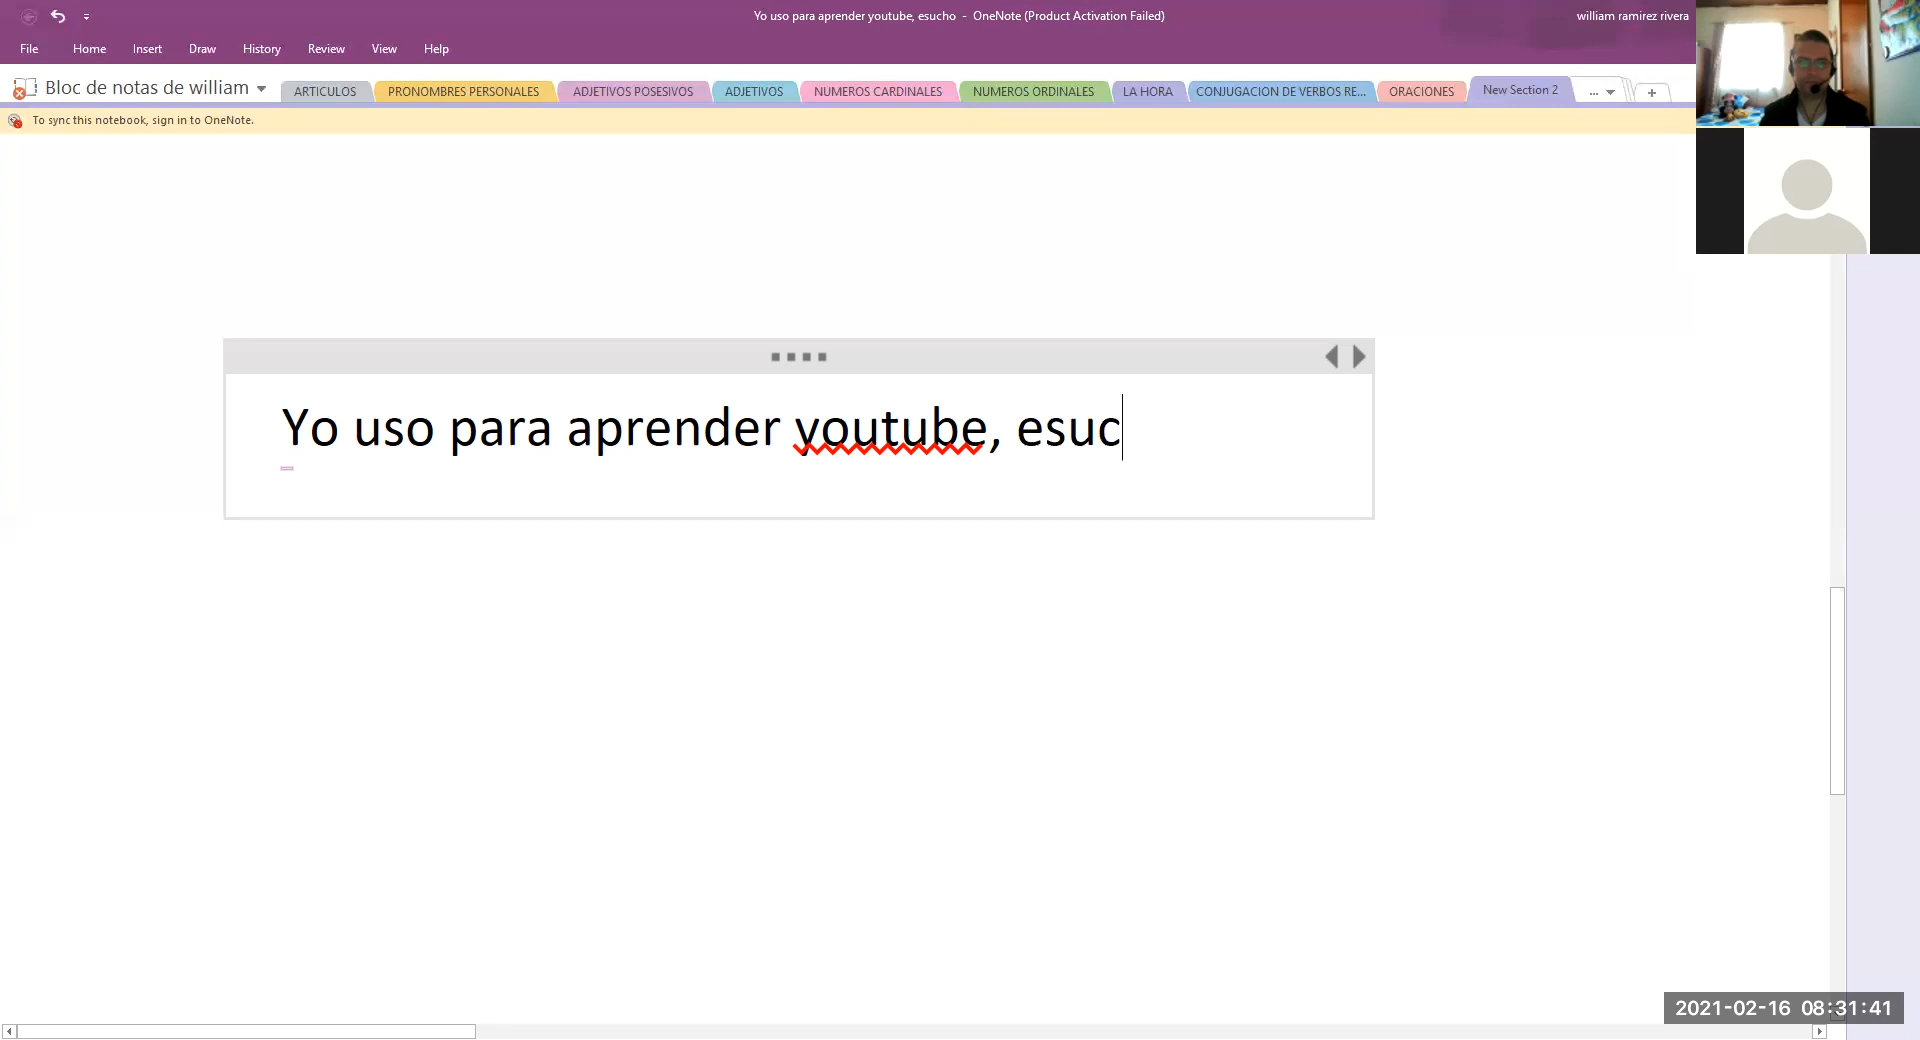 Yo uso para aprender youtube, esucho - OneNote (Product Activation Failed)
william ramirez rivera
File Home Insert Draw History Review View Help
Bloc de notas de william ARTICULOS PRONOMBRES PERSONALES ADJETIVOS POSESIVOS ADJETIVOS NUMEROS CARDINALES NUMEROS ORDINALES LA HORA CONJUGACION DE VERBOS RE... ORACIONES New Section 2 ... +
To sync this notebook, sign in to OneNote.
Yo uso para aprender youtube, esuc
2021-02-16 08:31:41